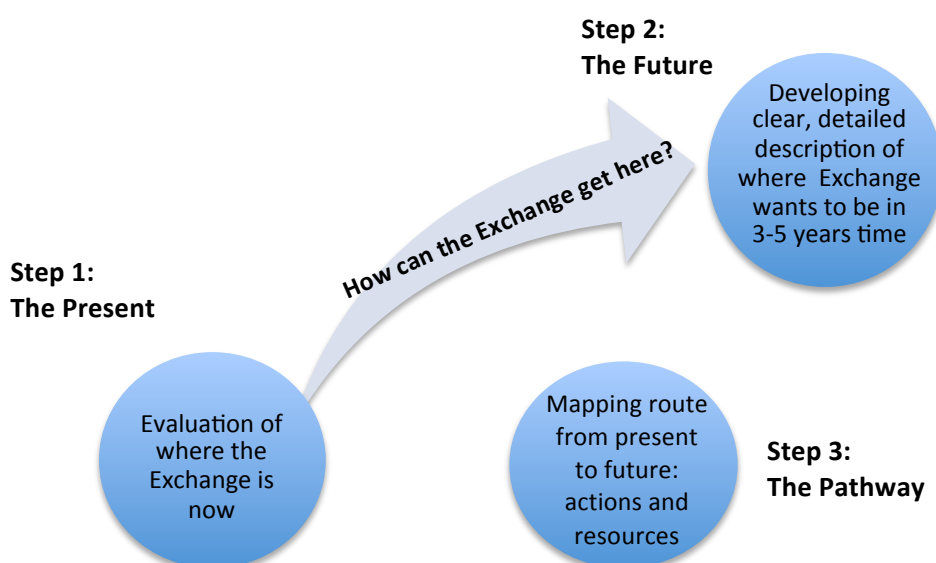 Step 1:
The Present
Evaluation of
where the
Exchange is
now
How can the Exchange get here?
Step 2:
The Future
Developing
clear, detailed
description of
where Exchange
wants to be in
3-5 years time
Mapping route
from present
to future:
actions and
resources
Step 3:
The Pathway